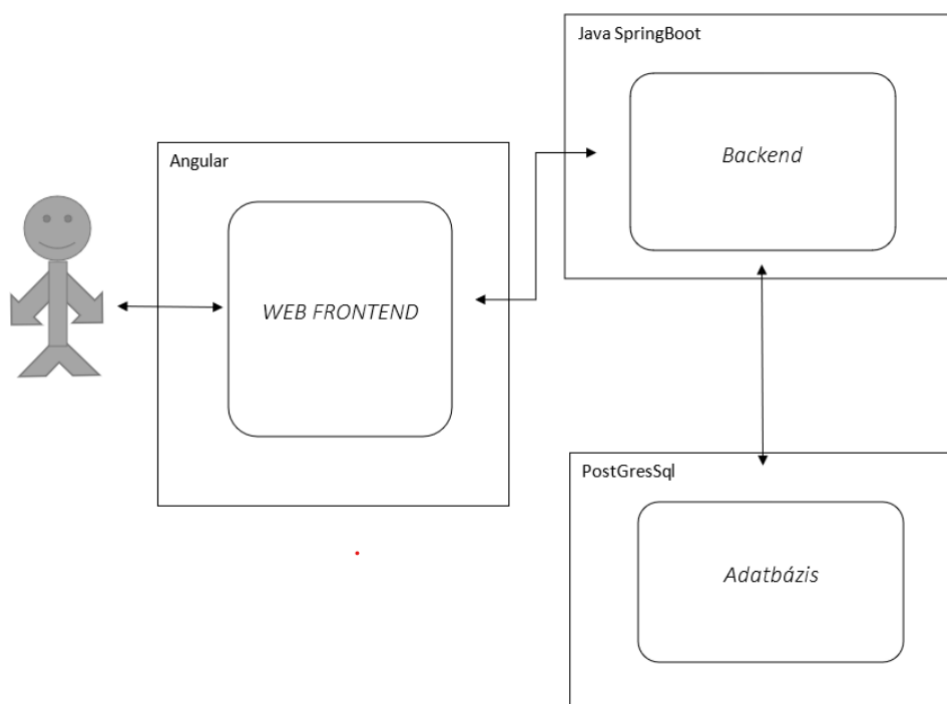 Java SpringBoot
Backend
Angular
WEB FRONTEND
PostGresSql
Adatbázis